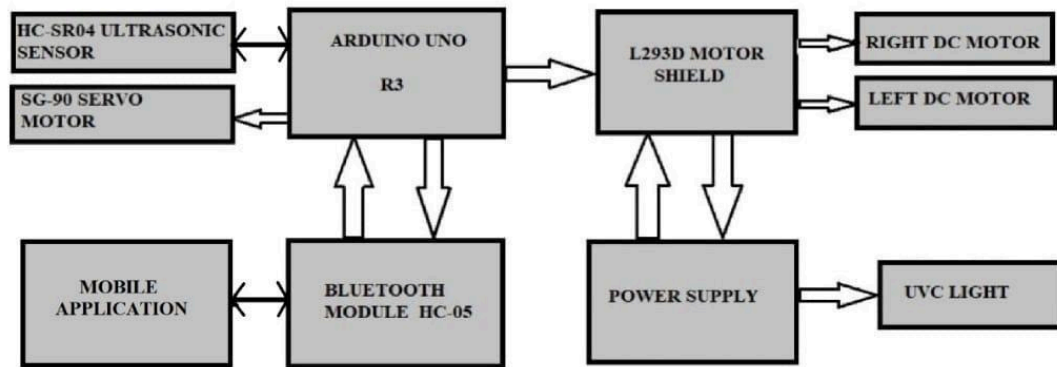 HC-SR04 ULTRASONIC
SENSOR
SG-90 SERVO
MOTOR
ARDUINO UNO
R3
L293D MOTOR
SHIELD
RIGHT DC MOTOR
LEFT DC MOTOR
MOBILE
APPLICATION
BLUETOOTH
MODULE HC-05
POWER SUPPLY
UVC LIGHT